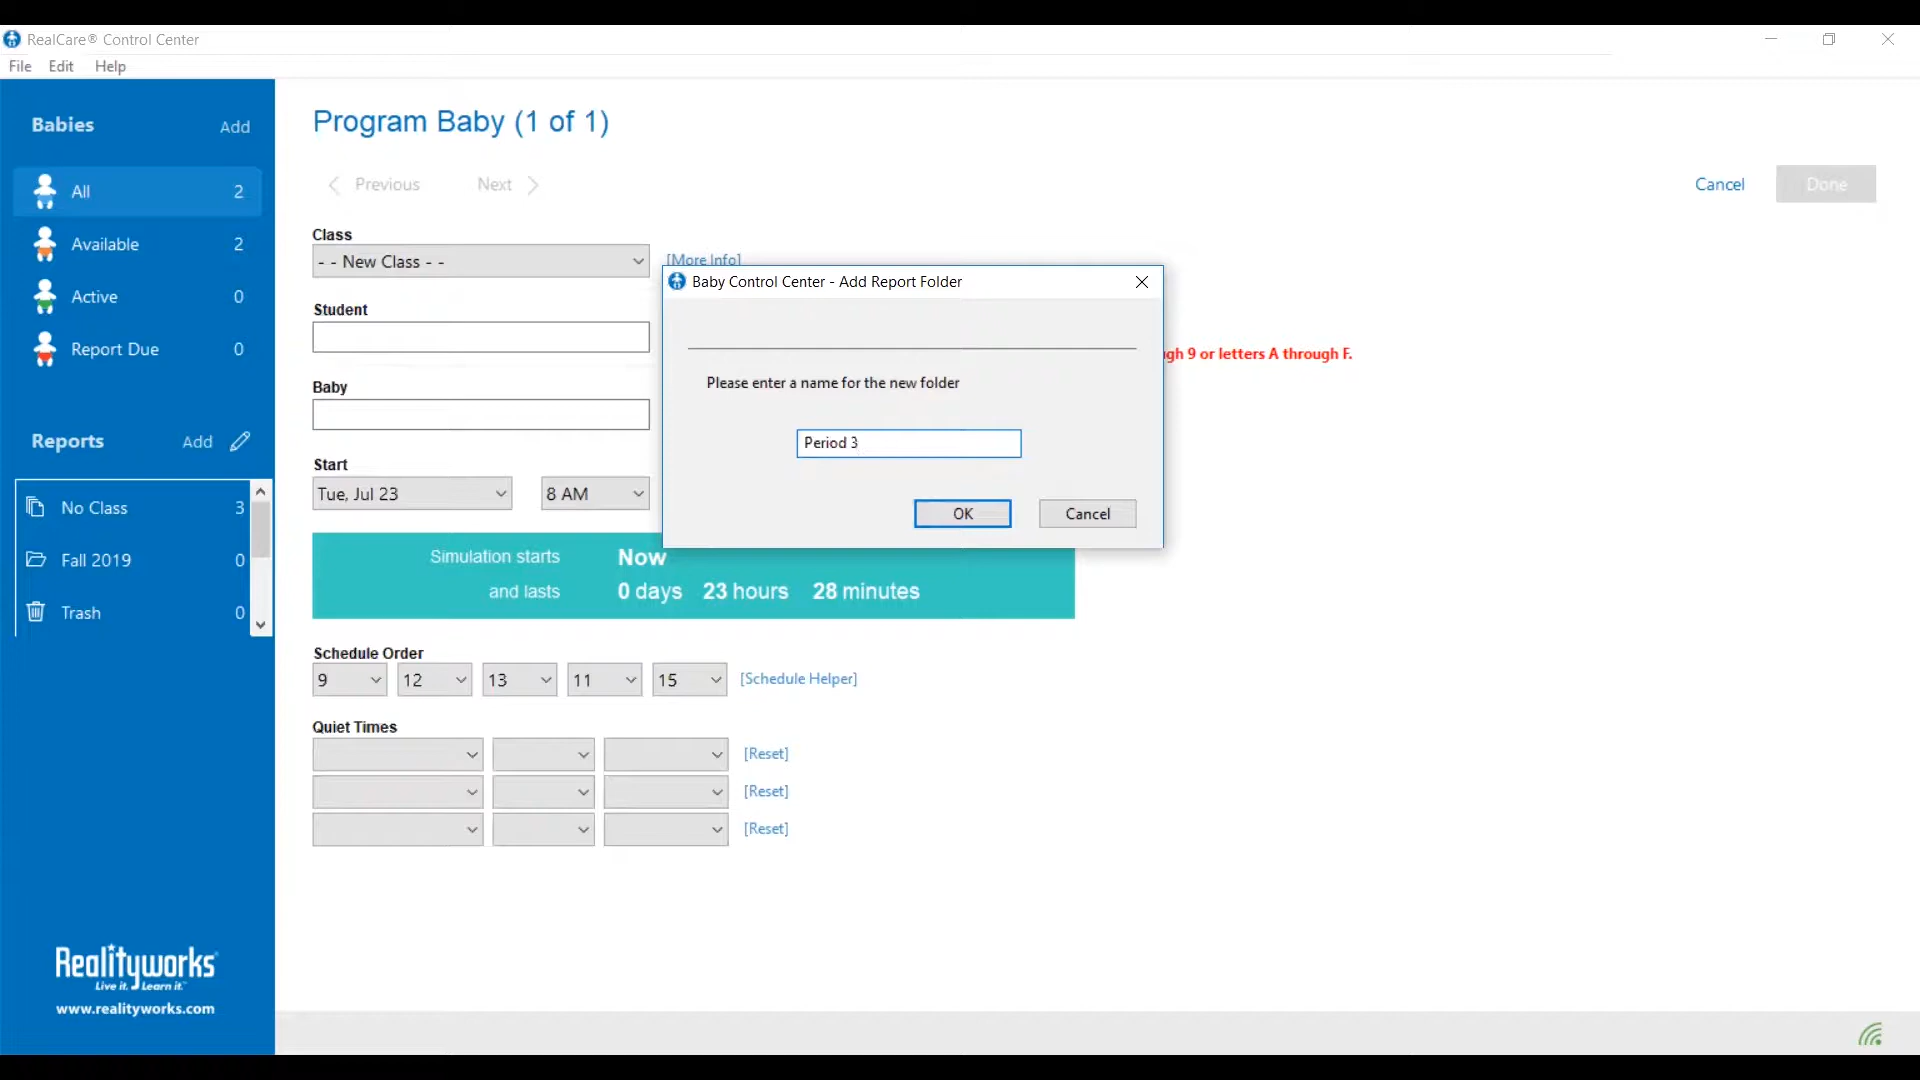 RealCare® Control Center
File Edit Help
Babies Add
All 2
Available 2
Active 0
Report Due 0
Reports Add
No Class 3
Fall 2019 0
Trash 0
Realityworks
Live it. Learn it.™
www.realityworks.com
Program Baby (1 of 1)
Previous Next Cancel Done
Class
- - New Class - - [More Info]
Student
Baby
Start
Tue, Jul 23 8 AM
Baby Control Center - Add Report Folder
Please enter a name for the new folder
Period 3
OK Cancel
9 or letters A through F.
Simulation starts Now
and lasts 0 days 23 hours 28 minutes
Schedule Order
9 12 13 11 15 [Schedule Helper]
Quiet Times
[Reset]
[Reset]
[Reset]